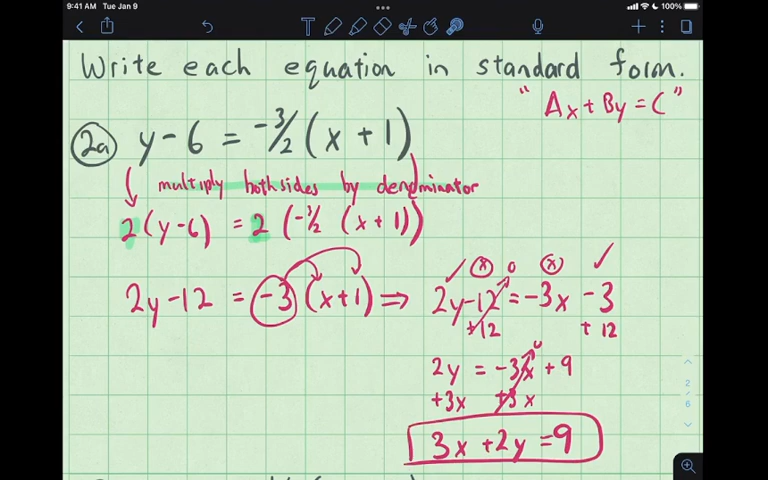 9:41 AM Tue Jan 9
100%
Write each equation in standard form.
" Ax + By = C "
2a y - 6 = -3/2 (x + 1)
multiply both sides by denominator
2(y-6) = 2(-3/2 (x+1))
2y-12 = -3(x+1) ⇒ 2y-12 = -3x -3
+12 +12
2y = -3x + 9
+3x +3x
3x + 2y = 9
2
6